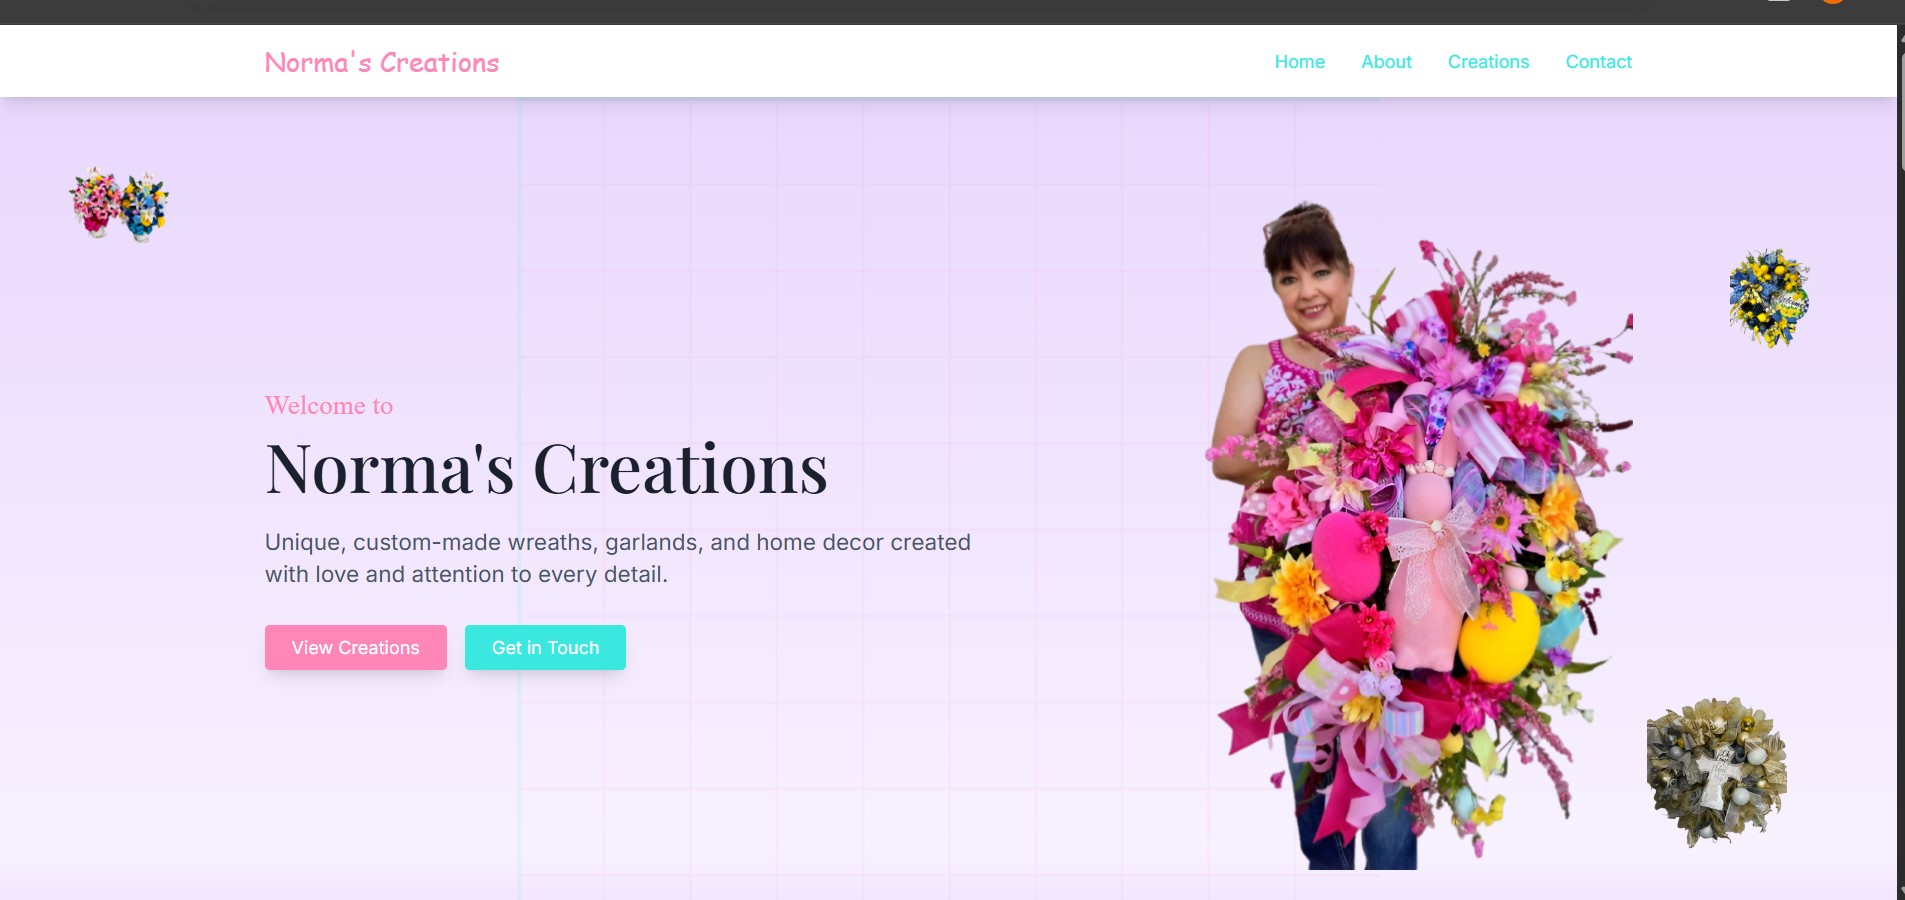 Norma's Creations
Home About Creations Contact
Welcome to
Norma's Creations
Unique, custom-made wreaths, garlands, and home decor created
with love and attention to every detail.
View Creations Get in Touch
Welcome